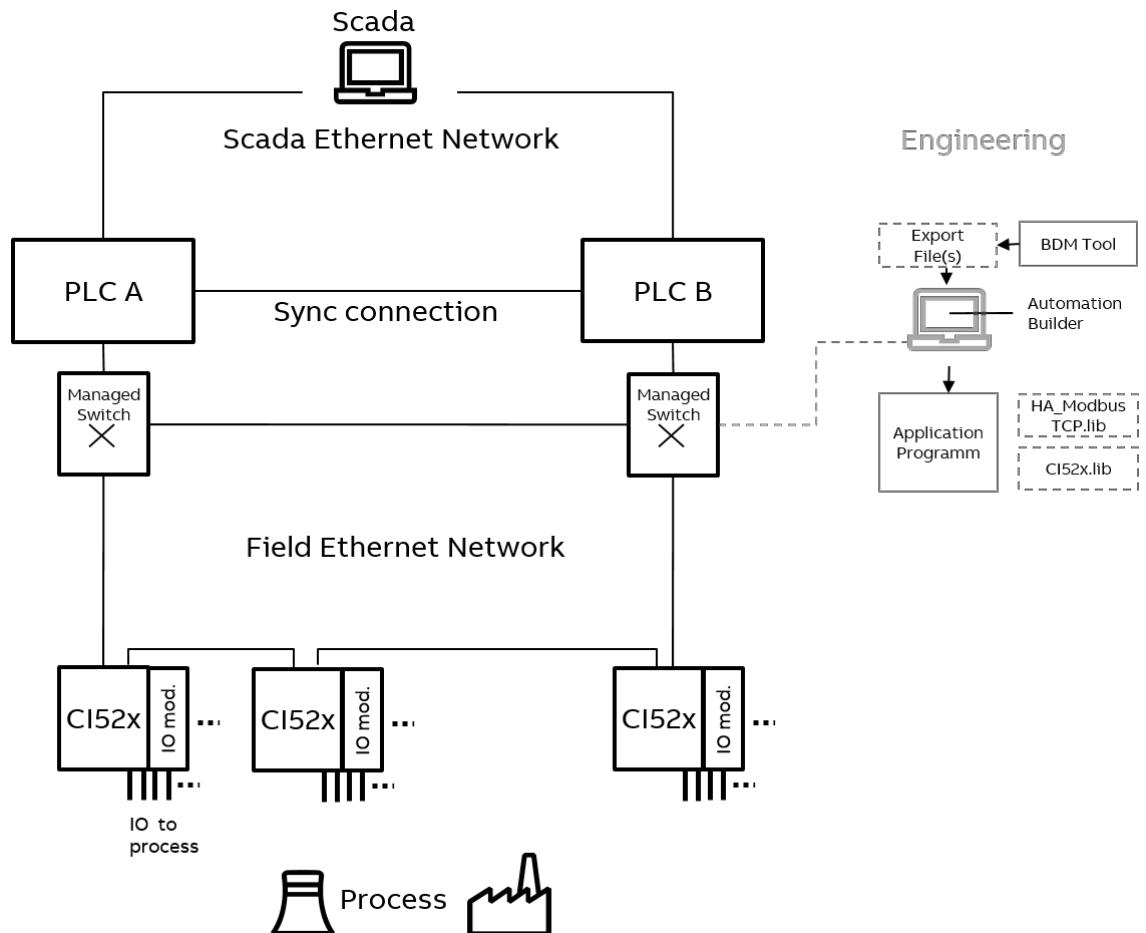 Scada
Scada Ethernet Network
Engineering
Export
File(s)
BDM Tool
PLC A
PLC B
Sync connection
Automation
Builder
Managed
Switch
Managed
Switch
HA_Modbus
TCP.lib
Application
Programm
CI52x.lib
Field Ethernet Network
CI52x
IO mod.
CI52x
IO mod.
CI52x
IO mod.
IO to
process
Process